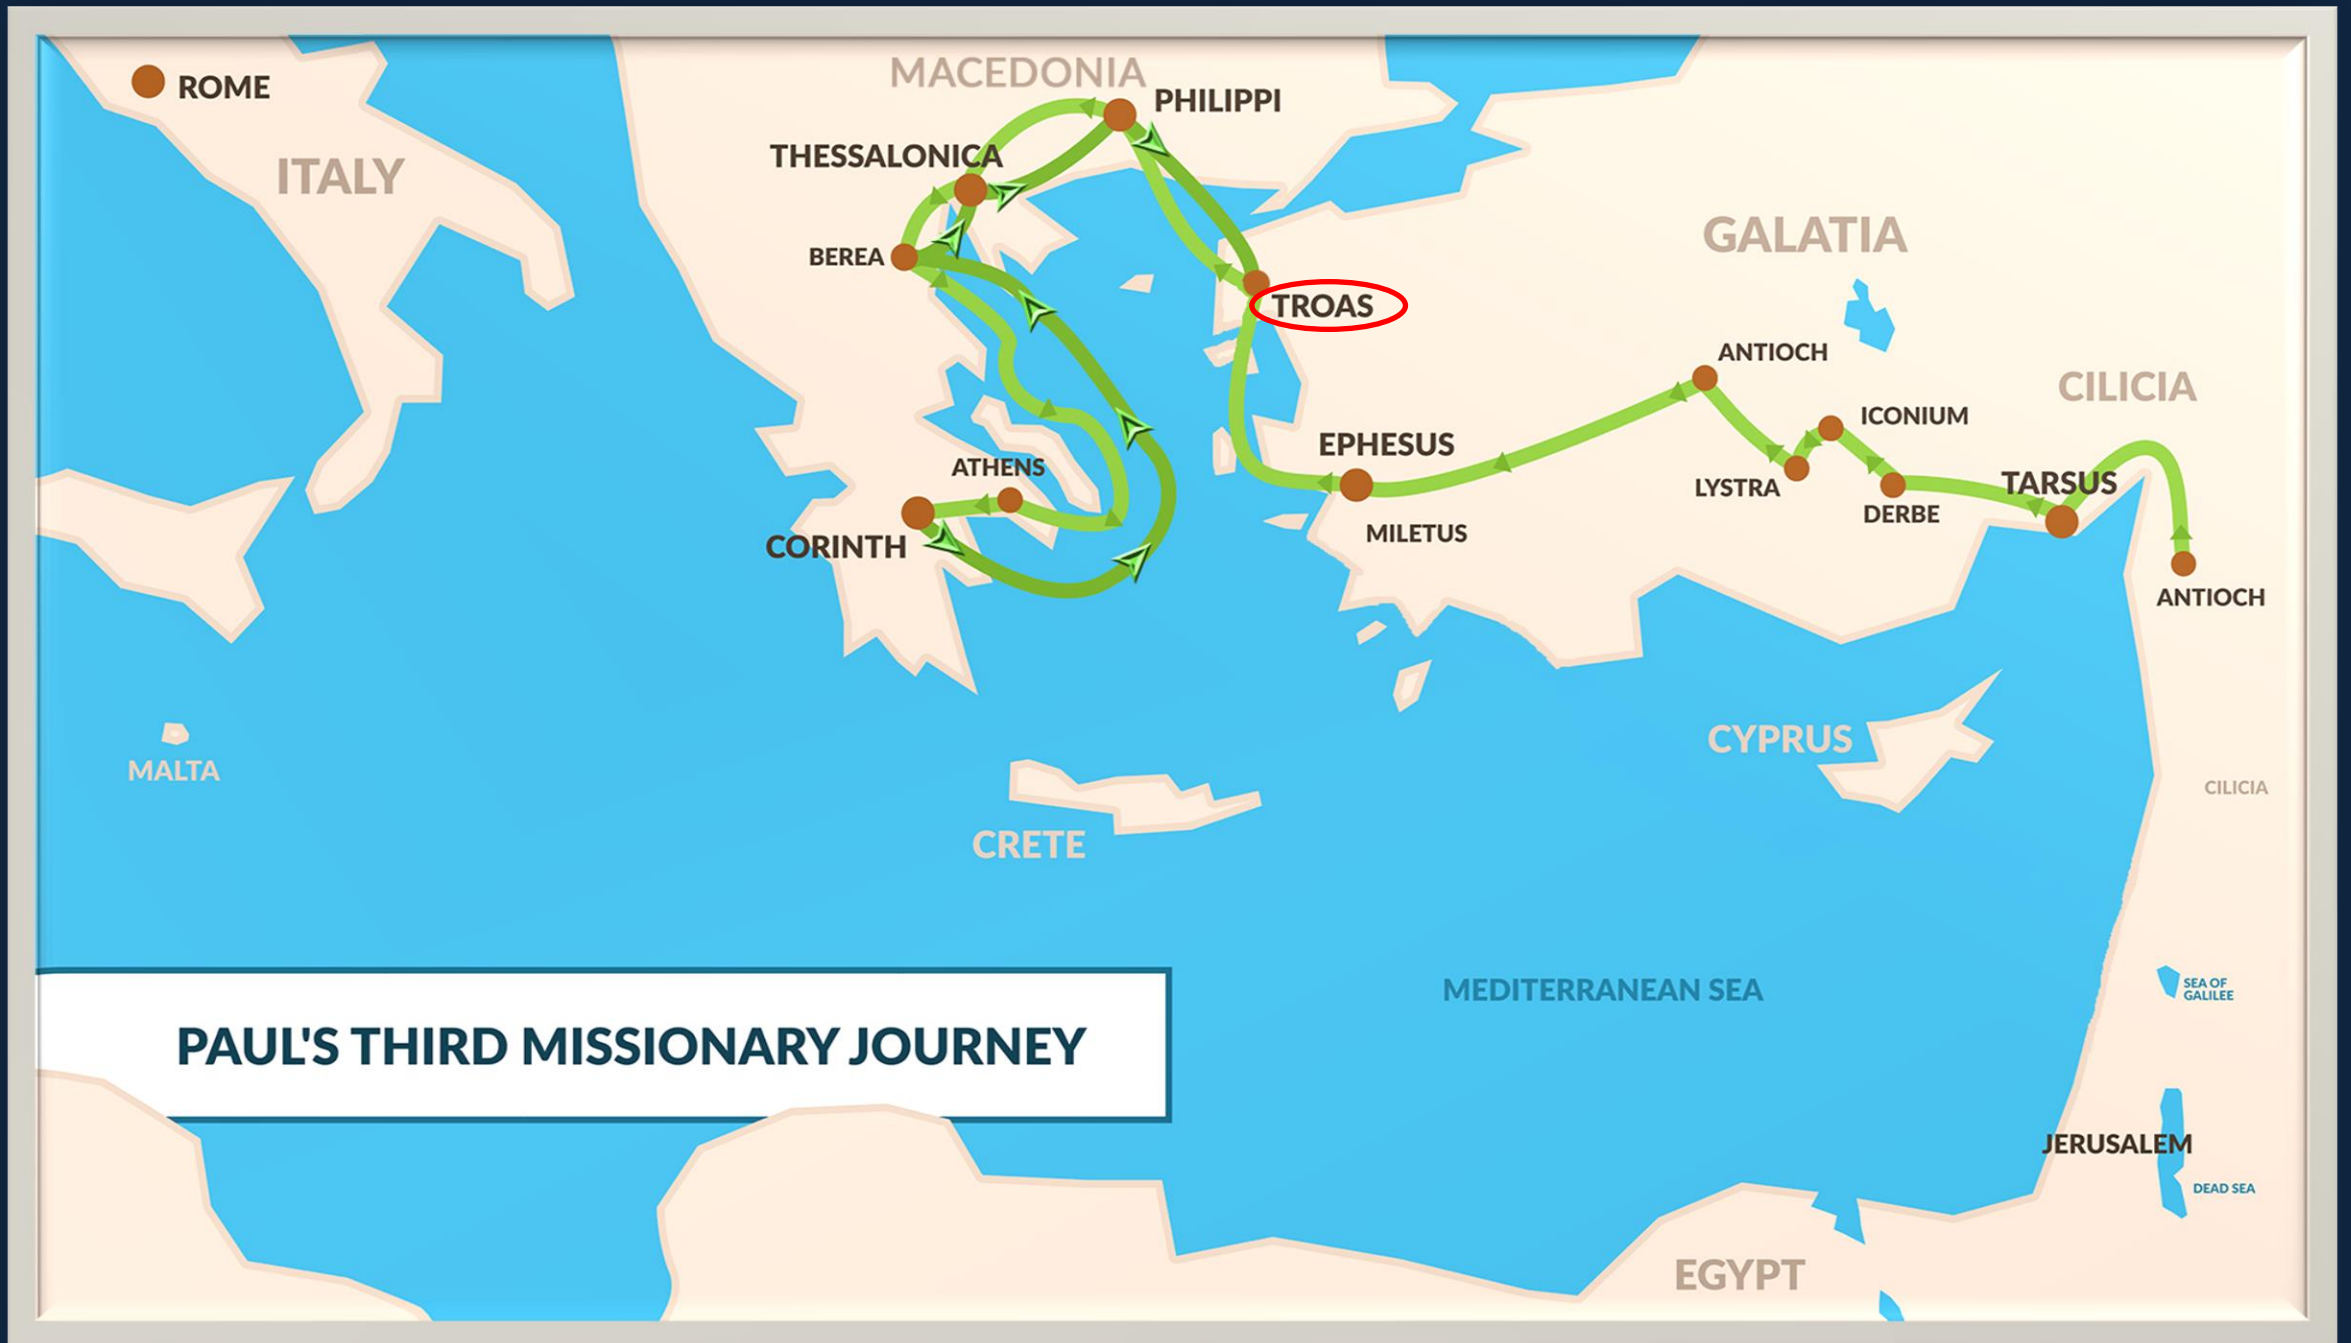 MACEDONIA
ROME
PHILIPPI
THESSALONICA
ITALY
GALATIA
BEREA
TROAS
ANTIOCH
CILICIA
ICONIUM
EPHESUS
ATHENS
TARSUS
LYSTRA
DERBE
MILETUS
CORINTH
ANTIOCH
CYPRUS
MALTA
CILICIA
CRETE
SEA OF
GALILEE
MEDITERRANEAN SEA
PAUL'S THIRD MISSIONARY JOURNEY
JERUSALEM
DEAD SEA
EGYPT